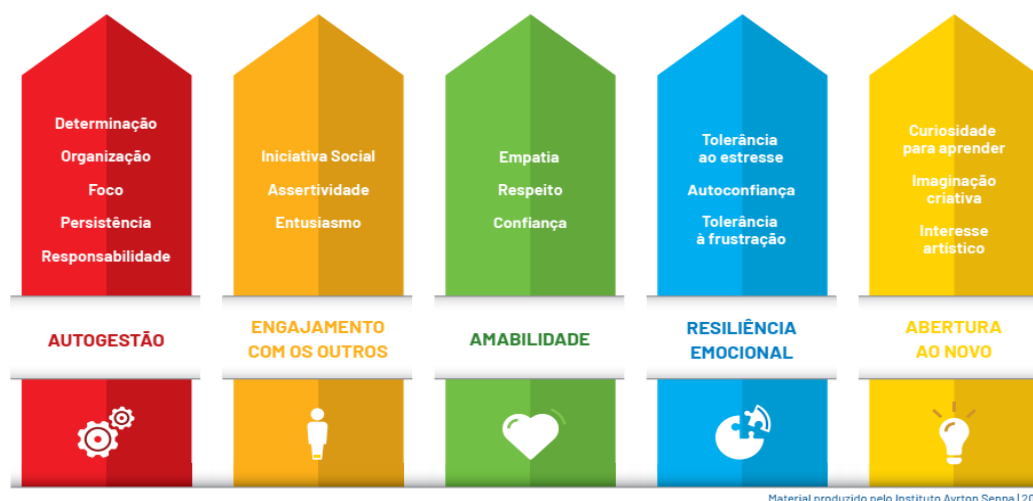 Determinação
Organização
Foco
Persistência
Responsabilidade
AUTOGESTÃO
Iniciativa Social
Assertividade
Entusiasmo
ENGAJAMENTO
COM OS OUTROS
Empatia
Respeito
Confiança
AMABILIDADE
Tolerância
ao estresse
Autoconfiança
Tolerância
à frustração
RESILIÊNCIA
EMOCIONAL
Curiosidade
para aprender
Imaginação
criativa
Interesse
artístico
ABERTURA
AO NOVO
Material produzido pelo Instituto Ayrton Senna |